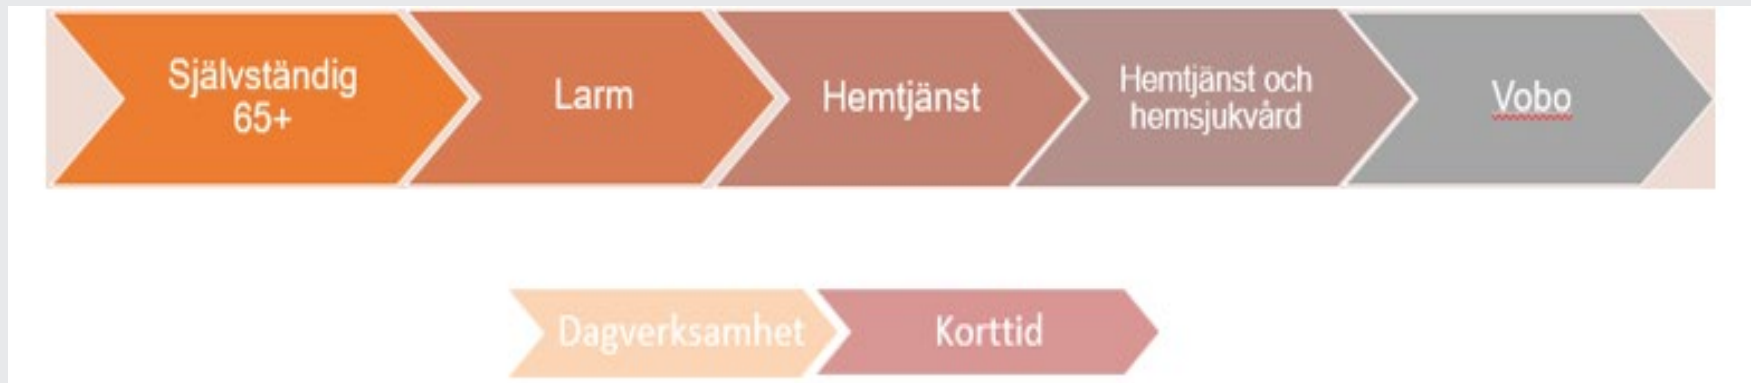 Självständig
65+
Larm
Hemtjänst
Hemtjänst och
hemsjukvård
Vobo
Dagverksamhet
Korttid